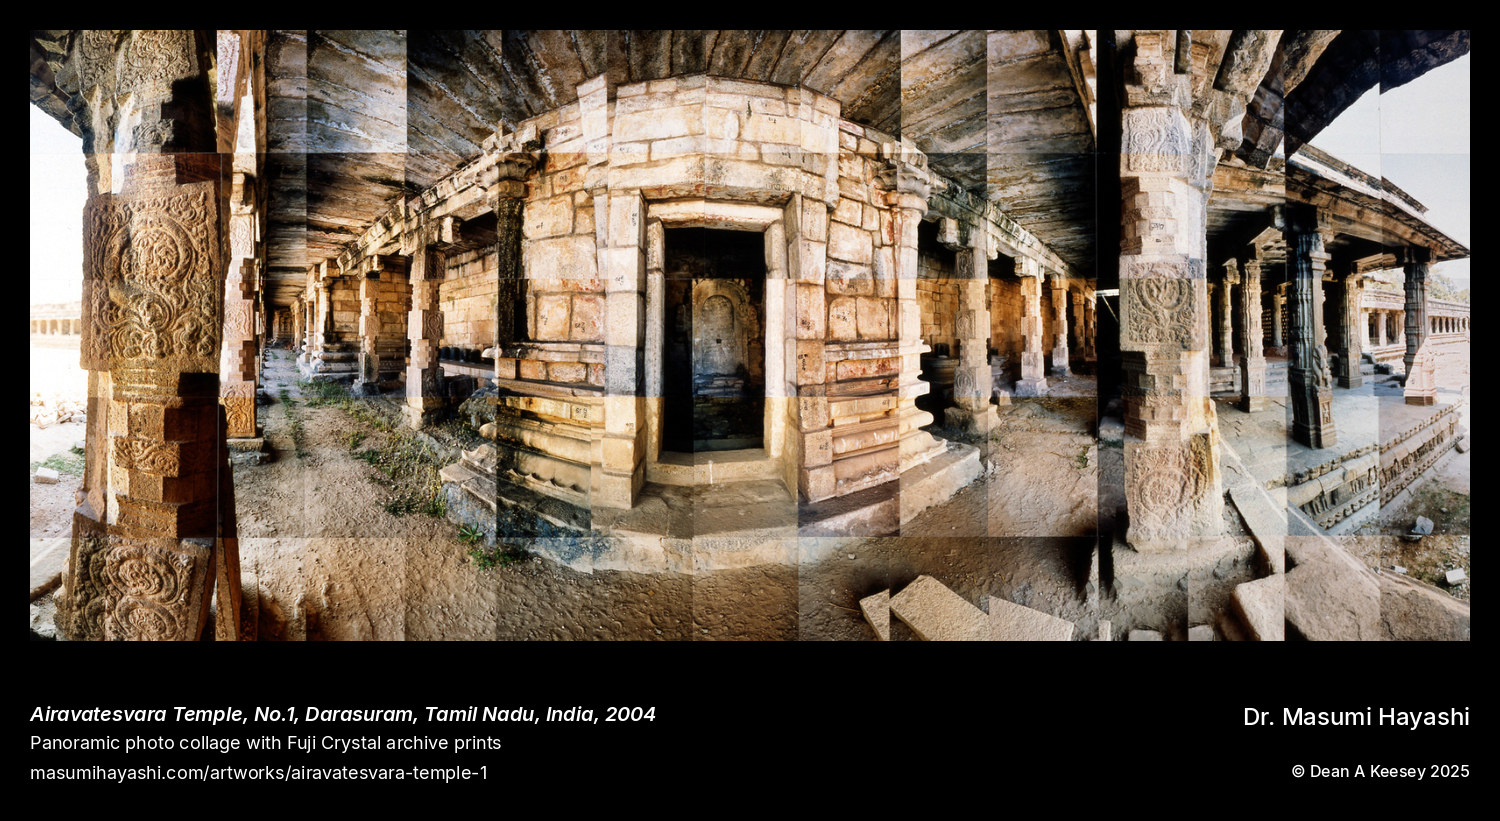 Airavatesvara Temple, No.1, Darasuram, Tamil Nadu, India, 2004
Panoramic photo collage with Fuji Crystal archive prints
masumihayashi.com/artworks/airavatesvara-temple-1
Dr. Masumi Hayashi
© Dean A Keesey 2025